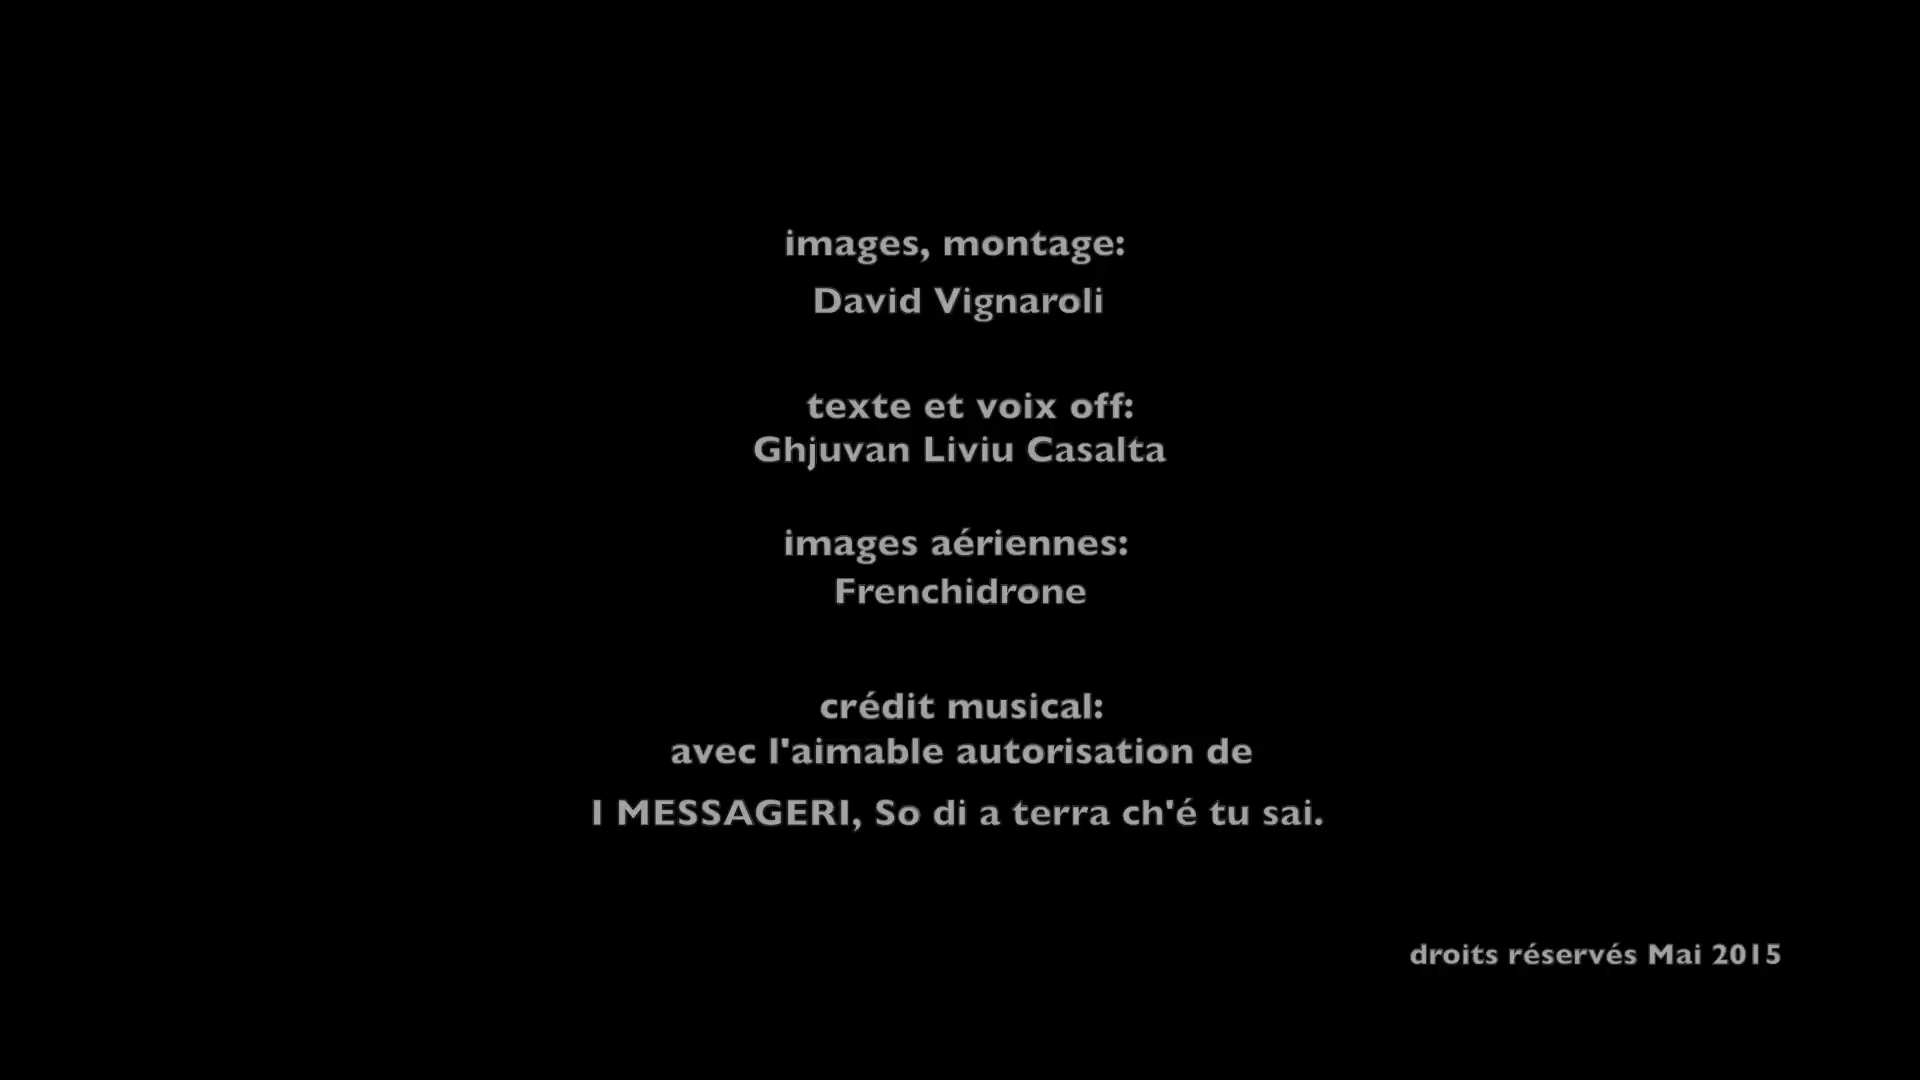 images, montage:
David Vignaroli
texte et voix off:
Ghjuvan Liviu Casalta
images aériennes:
Frenchidrone
crédit musical:
avec l'aimable autorisation de
I MESSAGERI, So di a terra ch'é tu sai.
droits réservés Mai 2015